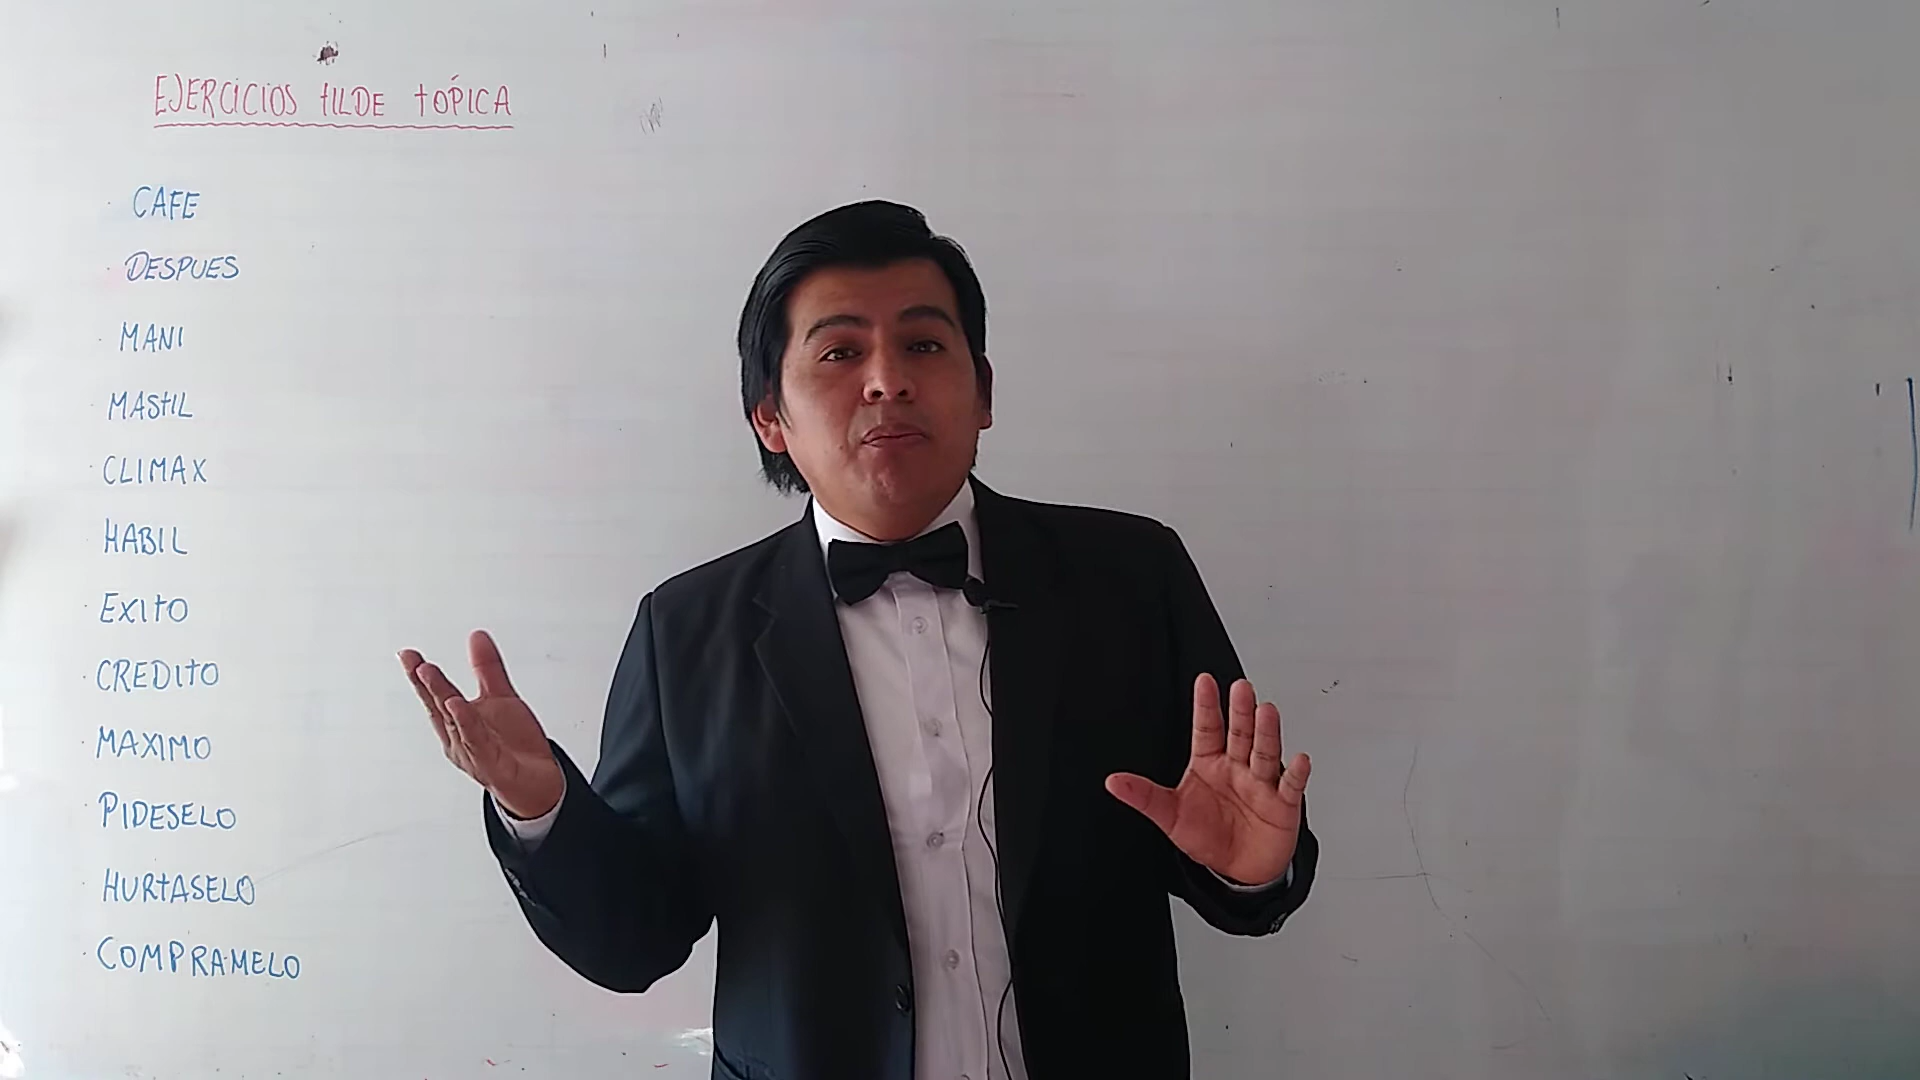 EJERCICIOS TILDE TÓPICA
CAFE
DESPUES
MANI
MASTIL
CLIMAX
HABIL
EXITO
CREDITO
MAXIMO
PIDESELO
HURTASELO
COMPRAMELO